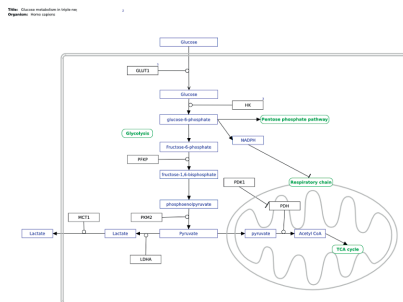 Title: Glucose metabolism in triple-neg
Organism: Homo sapiens
Glucose
GLUT1
Glucose
HK
glucose-6-phosphate
Pentose phosphate pathway
Glycolysis
NADPH
fructose-6-phosphate
PFKP
fructose-1,6-bisphosphate
PDK1
Respiratory chain
phosphoenolpyruvate
PDH
MCT1
PKM2
Lactate
Lactate
Pyruvate
pyruvate
Acetyl CoA
TCA cycle
LDHA